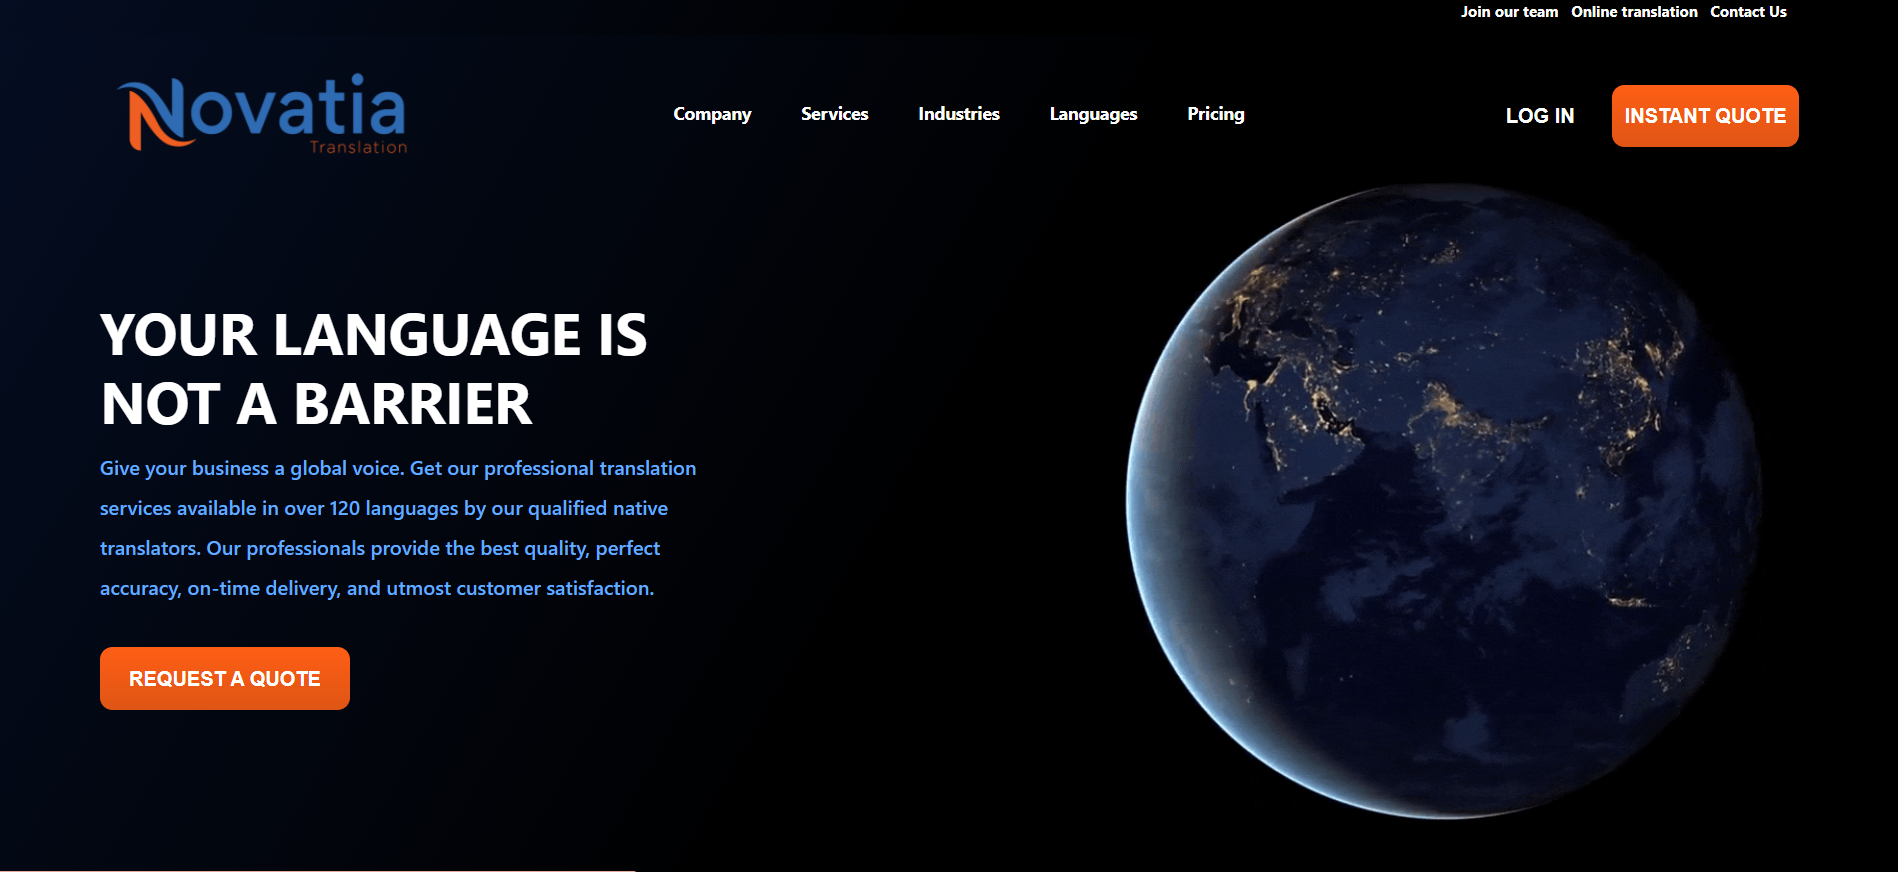 Join our team Online translation Contact Us
Novatia
Translation
Company Services Industries Languages Pricing
LOG IN INSTANT QUOTE
YOUR LANGUAGE IS
NOT A BARRIER
Give your business a global voice. Get our professional translation
services available in over 120 languages by our qualified native
translators. Our professionals provide the best quality, perfect
accuracy, on-time delivery, and utmost customer satisfaction.
REQUEST A QUOTE